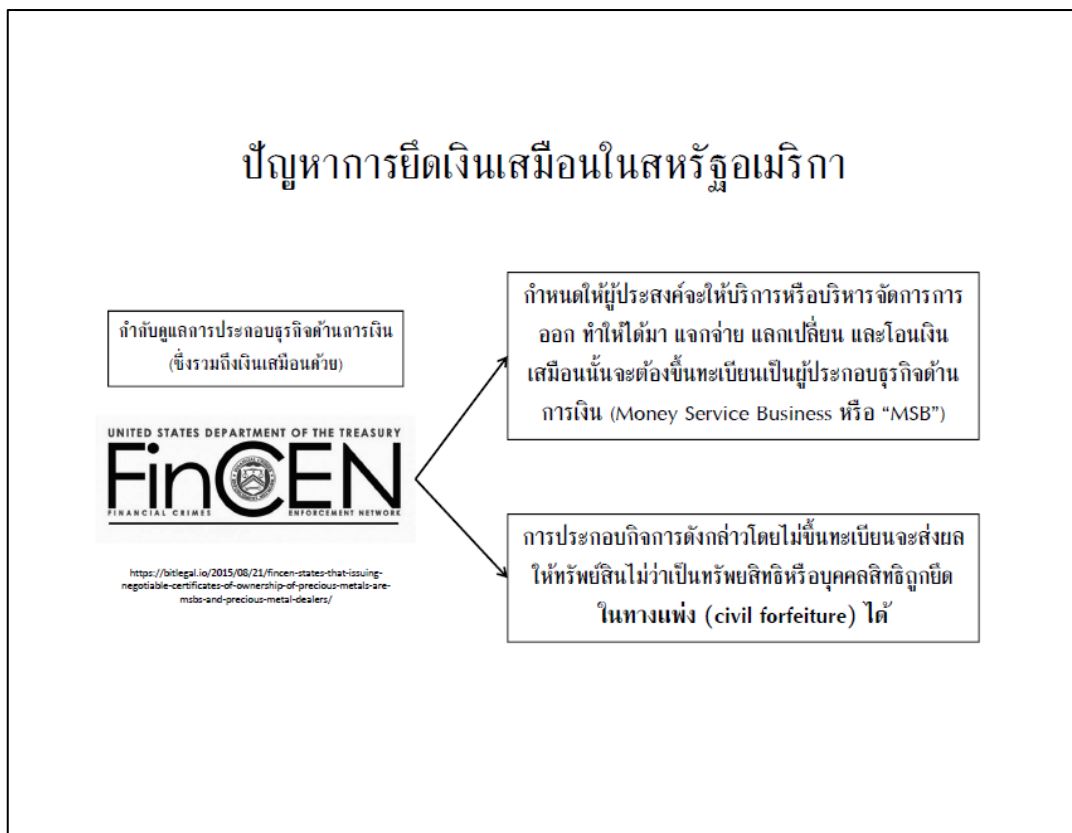 ปัญหาการยึดเงินเสมือนในสหรัฐอเมริกา
กำกับดูแลการประกอบธุรกิจด้านการเงิน
(ซึ่งรวมถึงเงินเสมือนด้วย)
UNITED STATES DEPARTMENT OF THE TREASURY
FinCEN
FINANCIAL CRIMES ENFORCEMENT NETWORK
https://bitlegal.io/2015/08/21/fincen-states-that-issuing-
negotiable-certificates-of-ownership-of-precious-metals-are-
msbs-and-precious-metal-dealers/
กำหนดให้ผู้ประสงค์จะให้บริการหรือบริหารจัดการการ
ออก ทำให้ได้มา แจกจ่าย แลกเปลี่ยน และโอนเงิน
เสมือนนั้นจะต้องขึ้นทะเบียนเป็นผู้ประกอบธุรกิจด้าน
การเงิน (Money Service Business หรือ “MSB”)
การประกอบกิจการดังกล่าวโดยไม่ขึ้นทะเบียนจะส่งผล
ให้ทรัพย์สินไม่ว่าเป็นทรัพยสิทธิหรือบุคคลสิทธิถูกยึด
ในทางแพ่ง (civil forfeiture) ได้